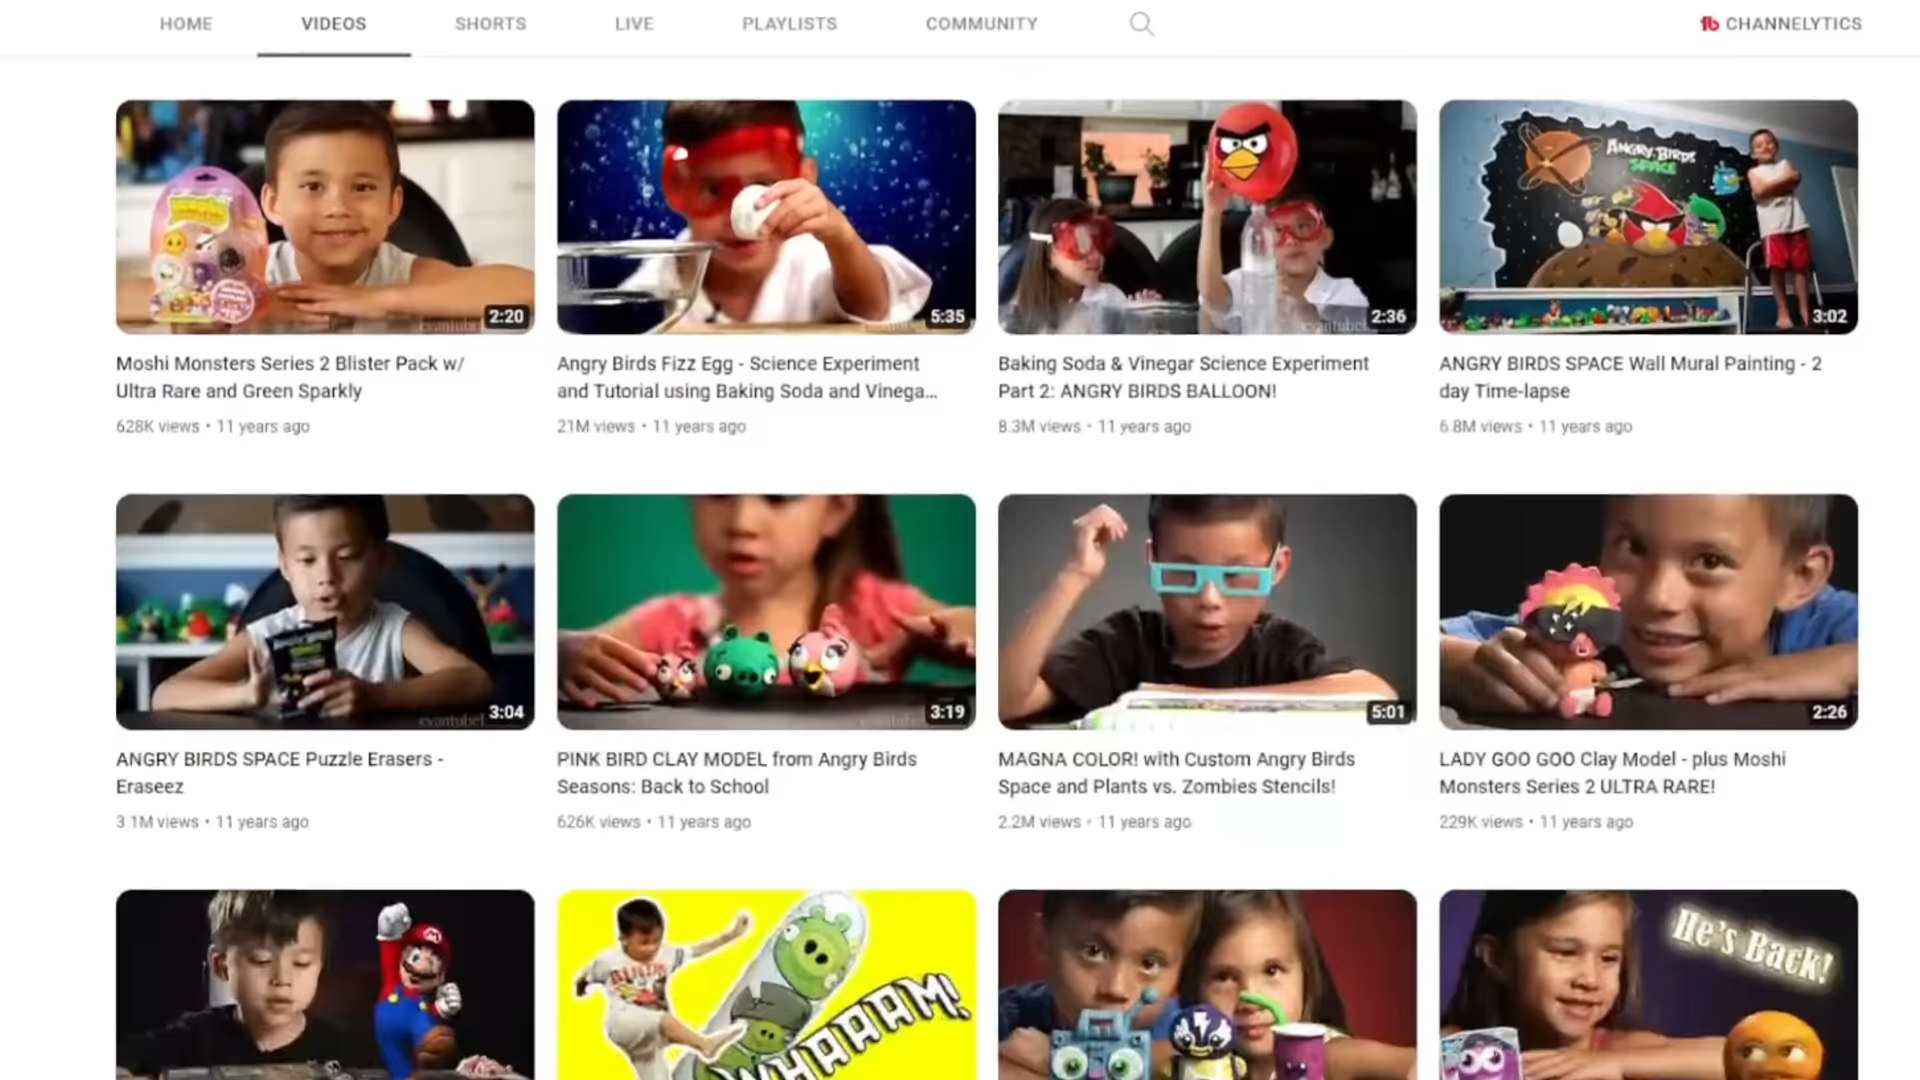 HOME VIDEOS SHORTS LIVE PLAYLISTS COMMUNITY CHANNELYTICS
ANGRY BIRDS
SPACE
evantube
2:20
evantube
5:35
evantube
2:36
3:02
Moshi Monsters Series 2 Blister Pack w/
Ultra Rare and Green Sparkly
628K views • 11 years ago
Angry Birds Fizz Egg - Science Experiment
and Tutorial using Baking Soda and Vinega...
21M views • 11 years ago
Baking Soda & Vinegar Science Experiment
Part 2: ANGRY BIRDS BALLOON!
8.3M views • 11 years ago
ANGRY BIRDS SPACE Wall Mural Painting - 2
day Time-lapse
6.8M views • 11 years ago
evantube
3:04
3:19
5:01
2:26
ANGRY BIRDS SPACE Puzzle Erasers -
Eraseez
3.1M views • 11 years ago
PINK BIRD CLAY MODEL from Angry Birds
Seasons: Back to School
626K views • 11 years ago
MAGNA COLOR! with Custom Angry Birds
Space and Plants vs. Zombies Stencils!
2.2M views • 11 years ago
LADY GOO GOO Clay Model - plus Moshi
Monsters Series 2 ULTRA RARE!
229K views • 11 years ago
WHAAAM!
He's Back!